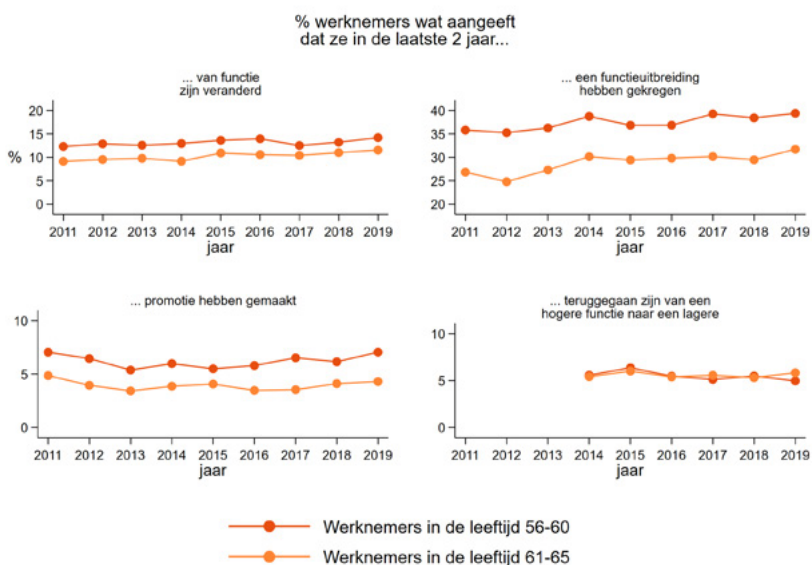 % werknemers wat aangeeft
dat ze in de laatste 2 jaar...
... van functie
zijn veranderd
20
15
%
10
5
0
2011 2012 2013 2014 2015 2016 2017 2018 2019
jaar
... een functieuitbreiding
hebben gekregen
40
35
30
25
20
2011 2012 2013 2014 2015 2016 2017 2018 2019
jaar
... promotie hebben gemaakt
10
5
0
2011 2012 2013 2014 2015 2016 2017 2018 2019
jaar
... teruggegaan zijn van een
hogere functie naar een lagere
10
5
0
2011 2012 2013 2014 2015 2016 2017 2018 2019
jaar
Werknemers in de leeftijd 56-60
Werknemers in de leeftijd 61-65